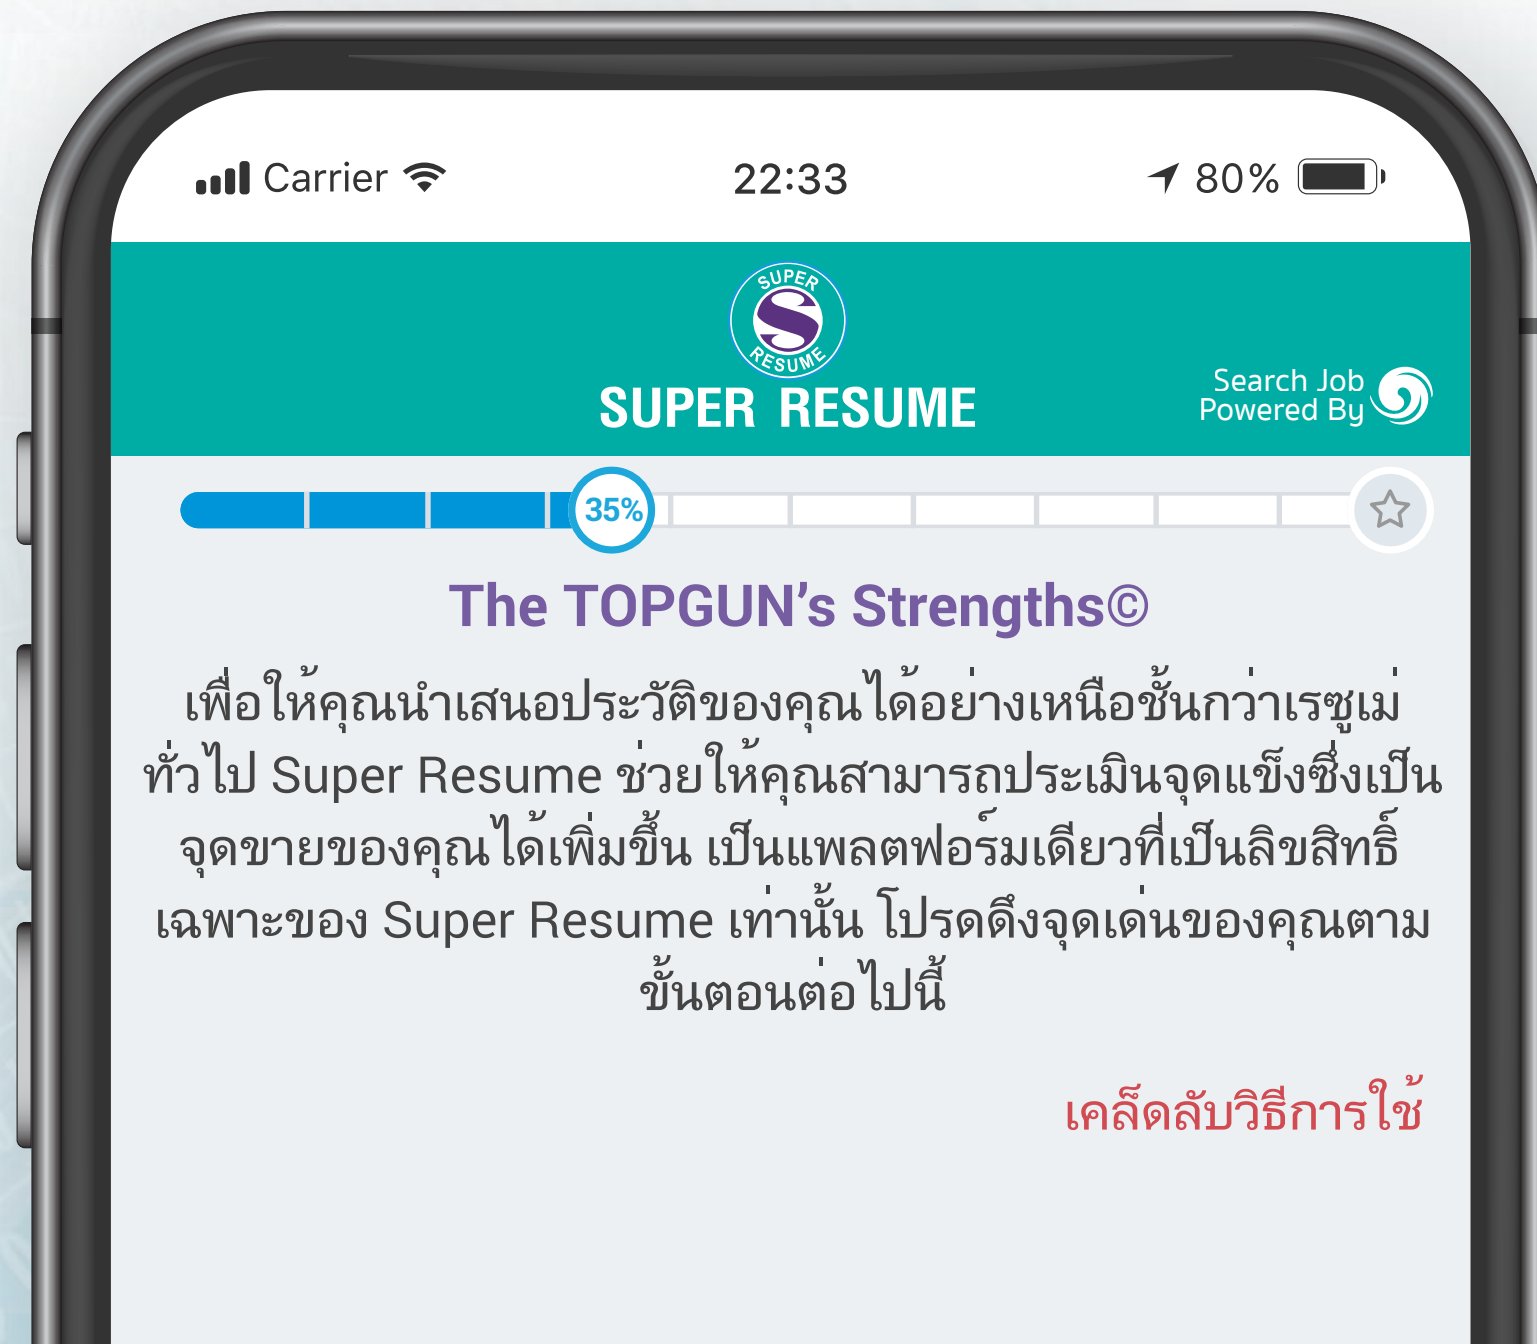 Carrier 22:33 80%
SUPER
S
RESUME
SUPER RESUME
Search Job
Powered By
35%
The TOPGUN’s Strengths©
เพื่อให้คุณนำเสนอประวัติของคุณได้อย่างเหนือชั้นกว่าเรซูเม่
ทั่วไป Super Resume ช่วยให้คุณสามารถประเมินจุดแข็งซึ่งเป็น
จุดขายของคุณได้เพิ่มขึ้น เป็นแพลตฟอร์มเดียวที่เป็นลิขสิทธิ์
เฉพาะของ Super Resume เท่านั้น โปรดดึงจุดเด่นของคุณตาม
ขั้นตอนต่อไปนี้
เคล็ดลับวิธีการใช้